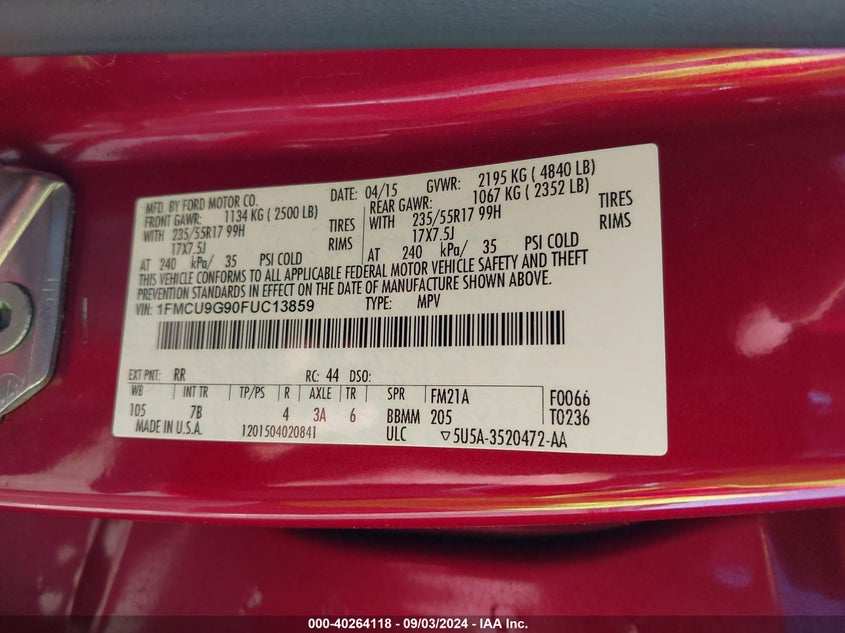 MFD. BY FORD MOTOR CO. DATE: 04/15 GVWR: 2195 KG ( 4840 LB)
FRONT GAWR: 1134 KG ( 2500 LB) REAR GAWR: 1067 KG ( 2352 LB)
WITH 235/55R17 99H TIRES WITH 235/55R17 99H TIRES
17X7.5J RIMS 17X7.5J RIMS
AT 240 kPa/ 35 PSI COLD AT 240 kPa/ 35 PSI COLD
THIS VEHICLE CONFORMS TO ALL APPLICABLE FEDERAL MOTOR VEHICLE SAFETY AND THEFT
PREVENTION STANDARDS IN EFFECT ON THE DATE OF MANUFACTURE SHOWN ABOVE.
VIN: 1FMCU9G90FUC13859 TYPE: MPV
EXT PNT: RR RC: 44 DSO:
WB INT TR TP/PS R AXLE TR SPR FM21A F0066
105 7B 4 3A 6 BBMM 205 T0236
MADE IN U.S.A. 1201504020841 ULC ▽5U5A-3520472-AA
000-40264118 - 09/03/2024 - IAA Inc.